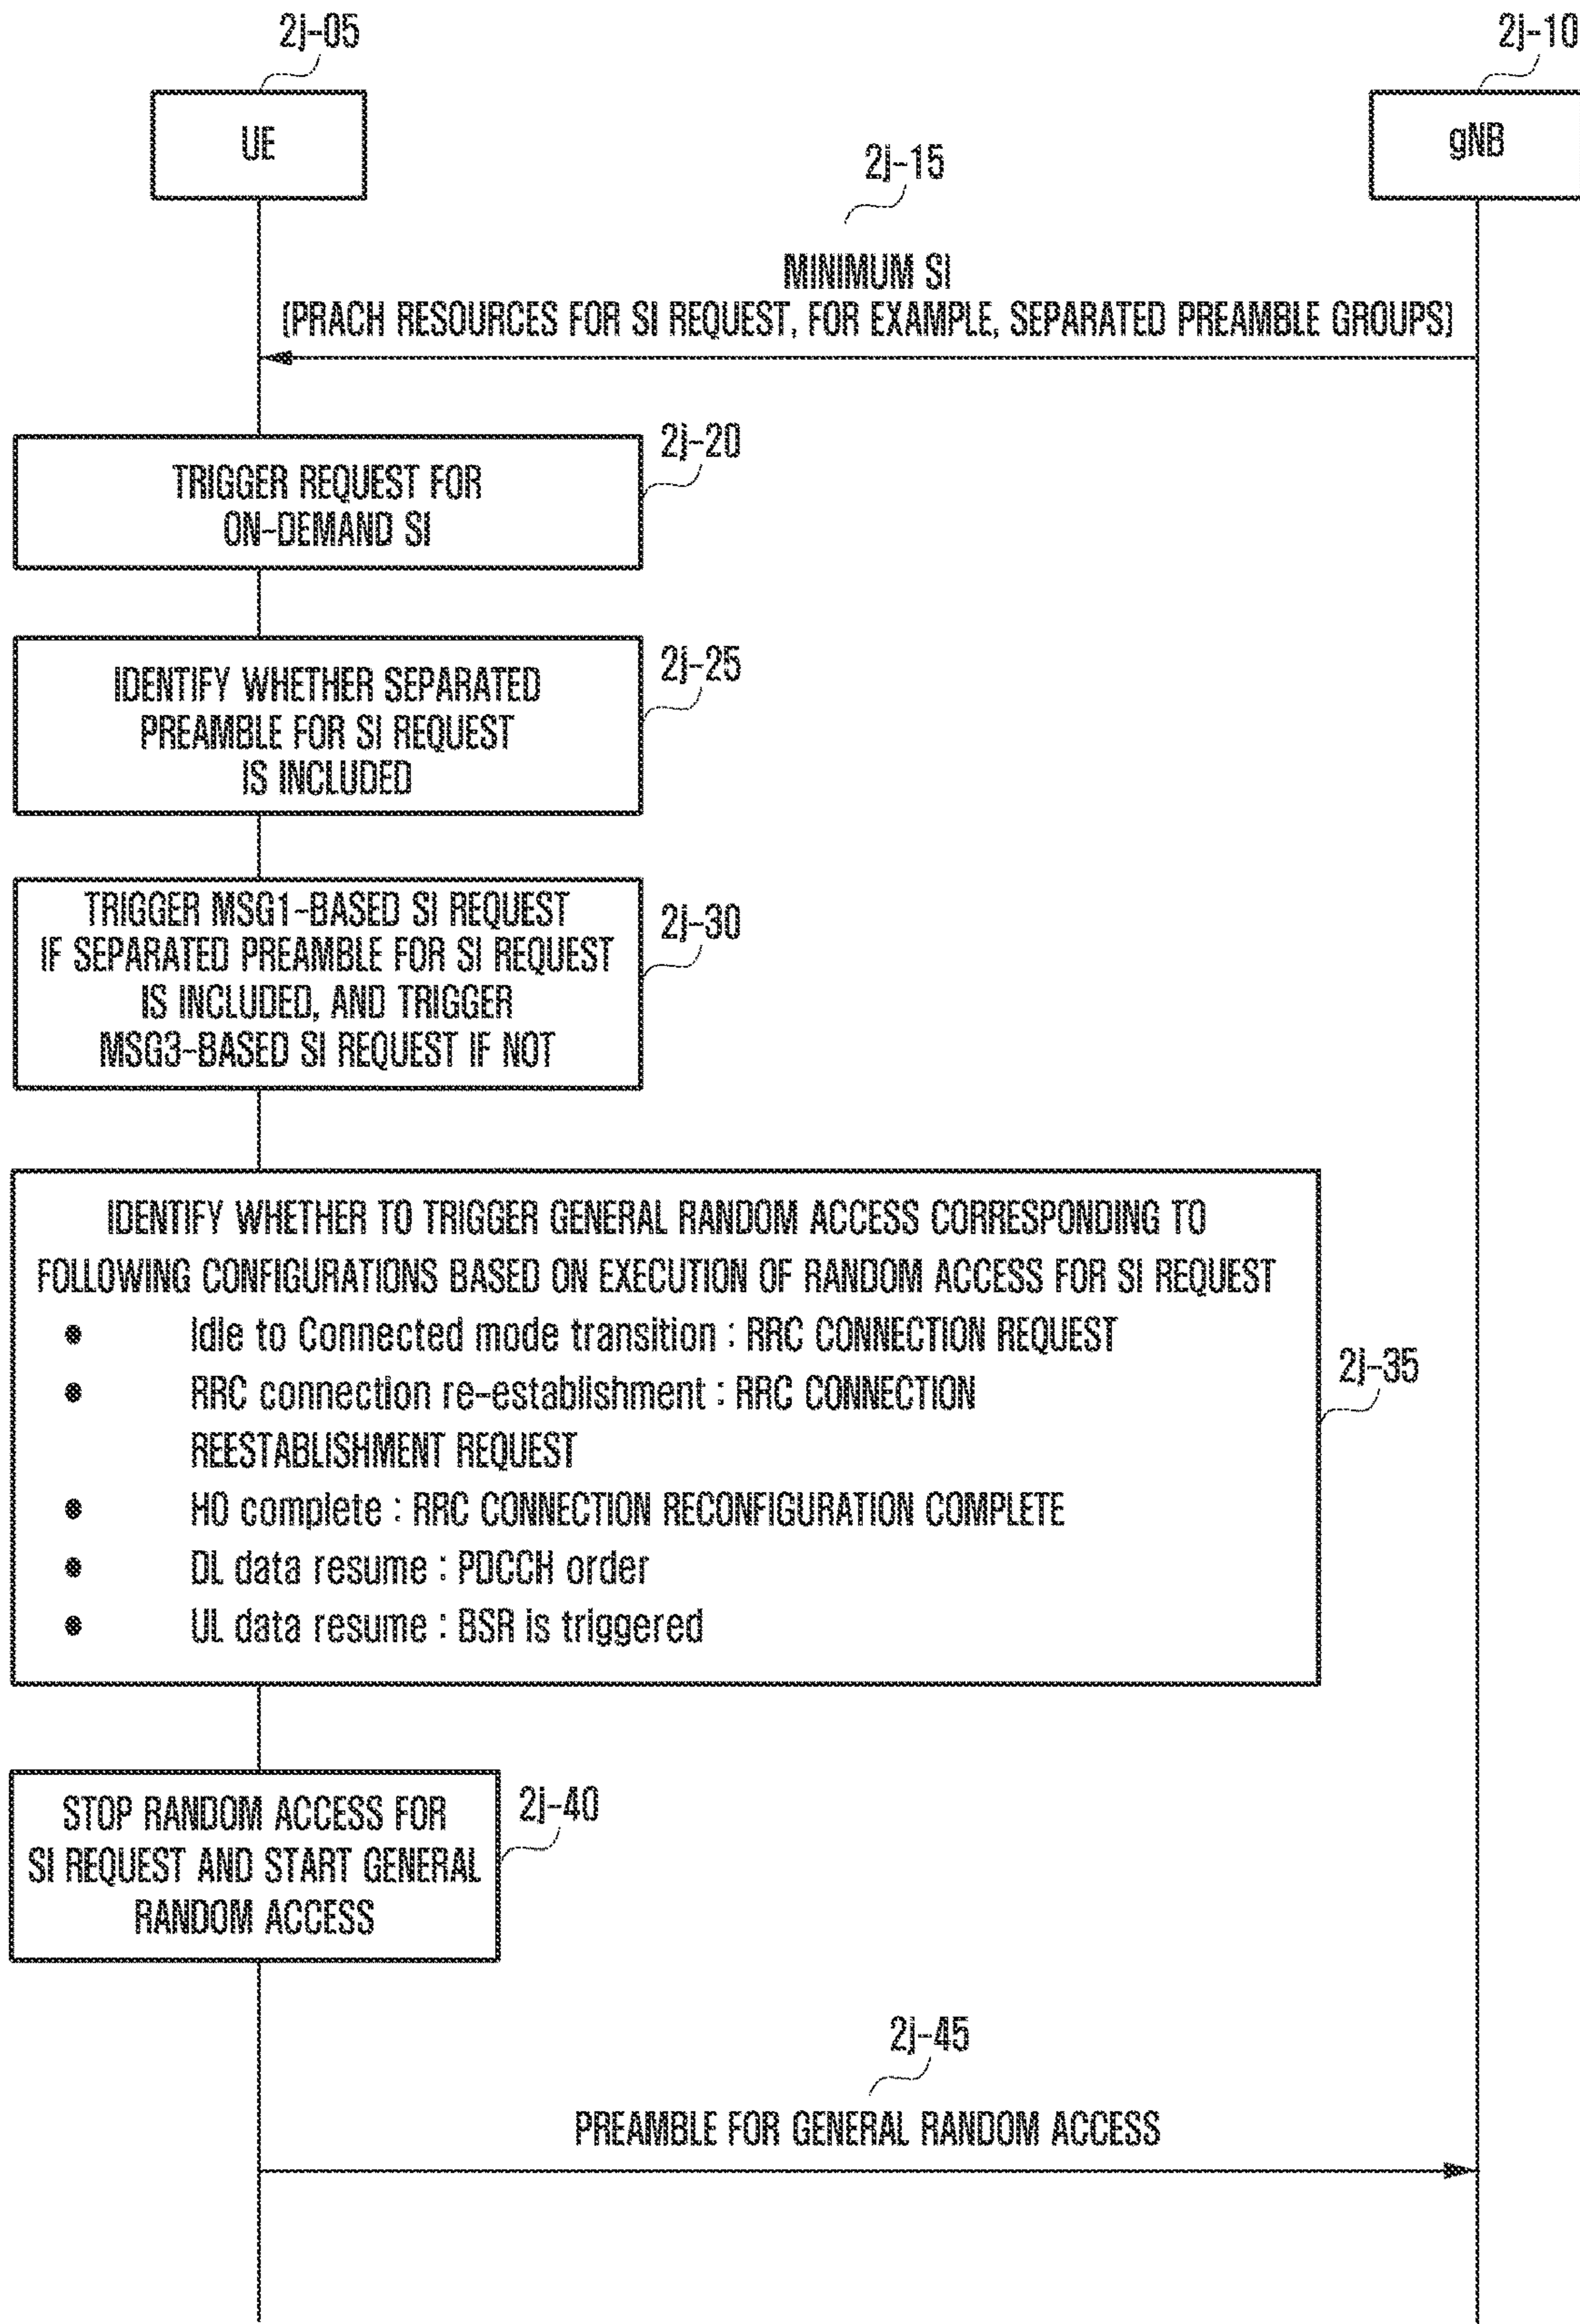 2j-05
2j-10
UE
gNB
2j-15
MINIMUM SI
(PRACH RESOURCES FOR SI REQUEST, FOR EXAMPLE, SEPARATED PREAMBLE GROUPS)
2j-20
TRIGGER REQUEST FOR
ON-DEMAND SI
2j-25
IDENTIFY WHETHER SEPARATED
PREAMBLE FOR SI REQUEST
IS INCLUDED
2j-30
TRIGGER MSG1-BASED SI REQUEST
IF SEPARATED PREAMBLE FOR SI REQUEST
IS INCLUDED, AND TRIGGER
MSG3-BASED SI REQUEST IF NOT
IDENTIFY WHETHER TO TRIGGER GENERAL RANDOM ACCESS CORRESPONDING TO
FOLLOWING CONFIGURATIONS BASED ON EXECUTION OF RANDOM ACCESS FOR SI REQUEST
• Idle to Connected mode transition : RRC CONNECTION REQUEST
2j-35
• RRC connection re-establishment : RRC CONNECTION
REESTABLISHMENT REQUEST
• HO complete : RRC CONNECTION RECONFIGURATION COMPLETE
• DL data resume : PDCCH order
• UL data resume : BSR is triggered
2j-40
STOP RANDOM ACCESS FOR
SI REQUEST AND START GENERAL
RANDOM ACCESS
2j-45
PREAMBLE FOR GENERAL RANDOM ACCESS